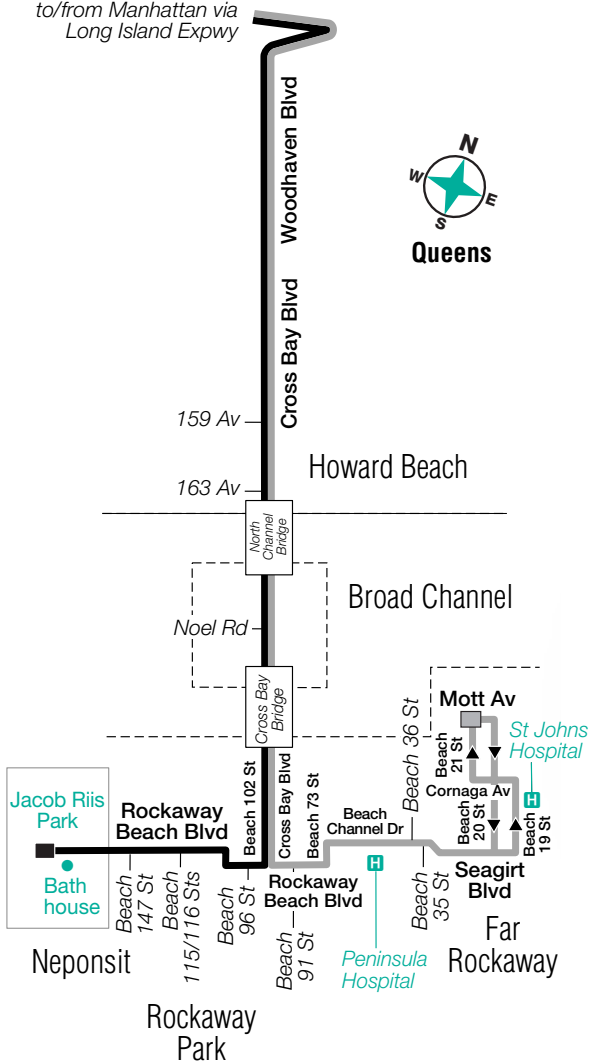 to/from Manhattan via
Long Island Expwy
Woodhaven Blvd
N
W
E
S
Queens
Cross Bay Blvd
159 Av
Howard Beach
163 Av
North
Channel
Bridge
Broad Channel
Noel Rd
Cross Bay
Bridge
Beach 36 St
Mott Av
St Johns
Hospital
Beach
21 St
Cornaga Av
H
Beach
20 St
Beach
19 St
Jacob Riis
Park
Rockaway
Beach Blvd
Beach 102 St
Cross Bay Blvd
Beach 73 St
Beach
Channel Dr
H
Seagirt
Blvd
Bath
house
Beach
147 St
Beach
115/116 Sts
Beach
96 St
Rockaway
Beach Blvd
Beach
91 St
Beach
35 St
Peninsula
Hospital
Far
Rockaway
Neponsit
Rockaway
Park